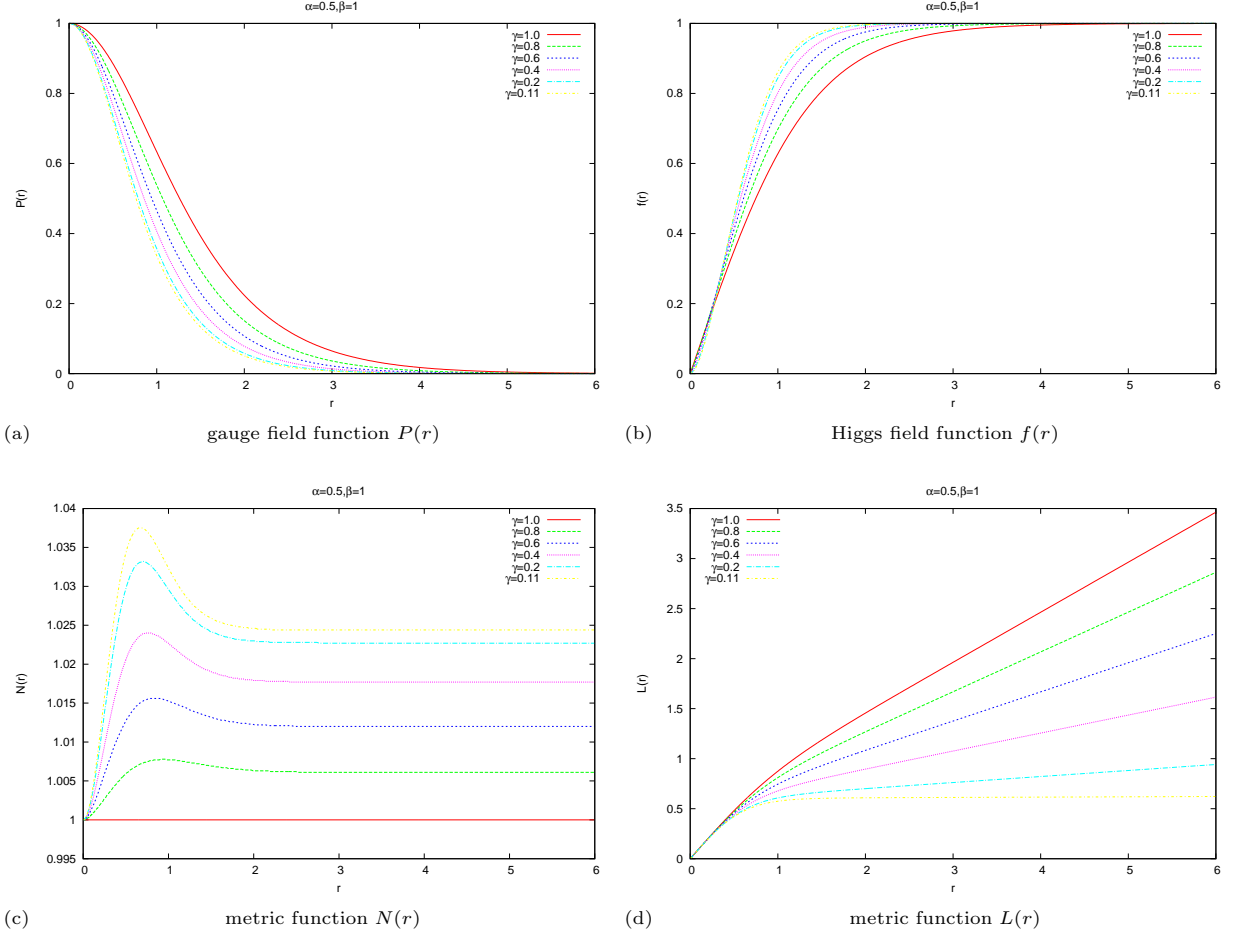 α=0.5,β=1
P(r)
1
0.8
0.6
0.4
0.2
0
γ=1.0
γ=0.8
γ=0.6
γ=0.4
γ=0.2
γ=0.11
0 1 2 3 4 5 6
r
(a) gauge field function P(r)
α=0.5,β=1
f(r)
1
0.8
0.6
0.4
0.2
0
γ=1.0
γ=0.8
γ=0.6
γ=0.4
γ=0.2
γ=0.11
0 1 2 3 4 5 6
r
(b) Higgs field function f(r)
α=0.5,β=1
N(r)
1.04
1.035
1.03
1.025
1.02
1.015
1.01
1.005
1
0.995
γ=1.0
γ=0.8
γ=0.6
γ=0.4
γ=0.2
γ=0.11
0 1 2 3 4 5 6
r
(c) metric function N(r)
α=0.5,β=1
L(r)
3.5
3
2.5
2
1.5
1
0.5
0
γ=1.0
γ=0.8
γ=0.6
γ=0.4
γ=0.2
γ=0.11
0 1 2 3 4 5 6
r
(d) metric function L(r)